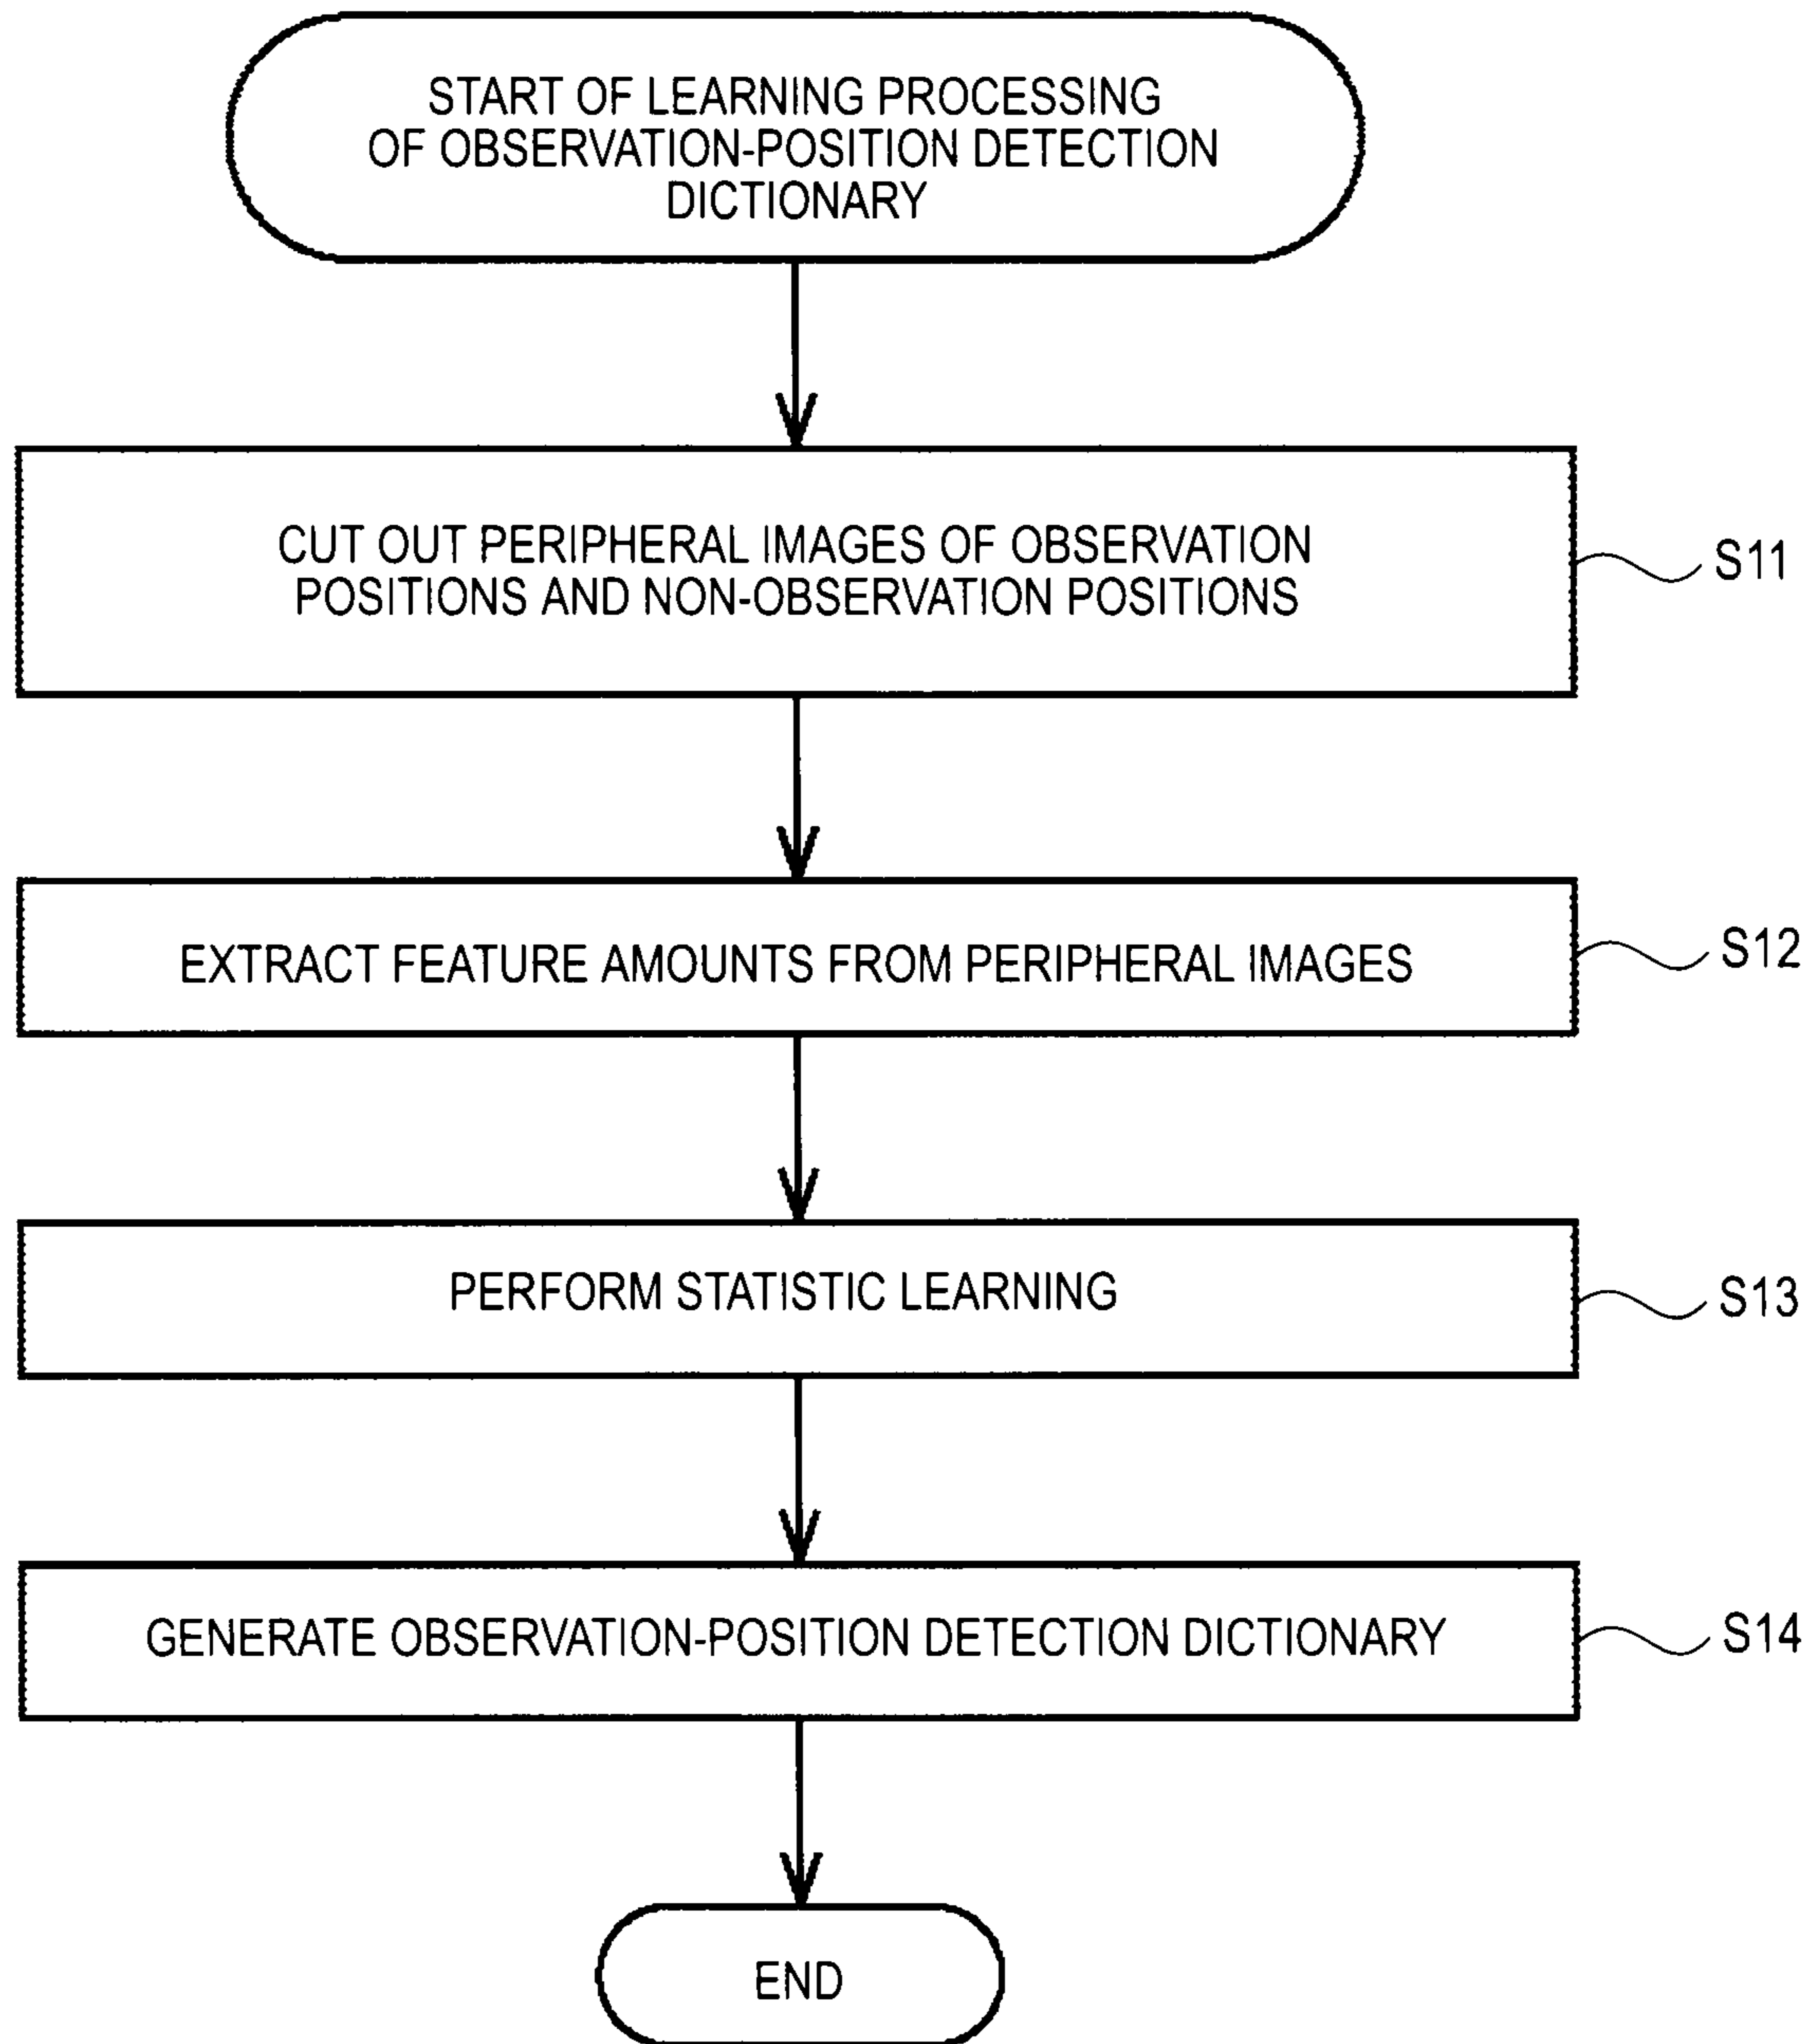 START OF LEARNING PROCESSING
OF OBSERVATION-POSITION DETECTION
DICTIONARY
CUT OUT PERIPHERAL IMAGES OF OBSERVATION
POSITIONS AND NON-OBSERVATION POSITIONS
S11
EXTRACT FEATURE AMOUNTS FROM PERIPHERAL IMAGES
S12
PERFORM STATISTIC LEARNING
S13
GENERATE OBSERVATION-POSITION DETECTION DICTIONARY
S14
END